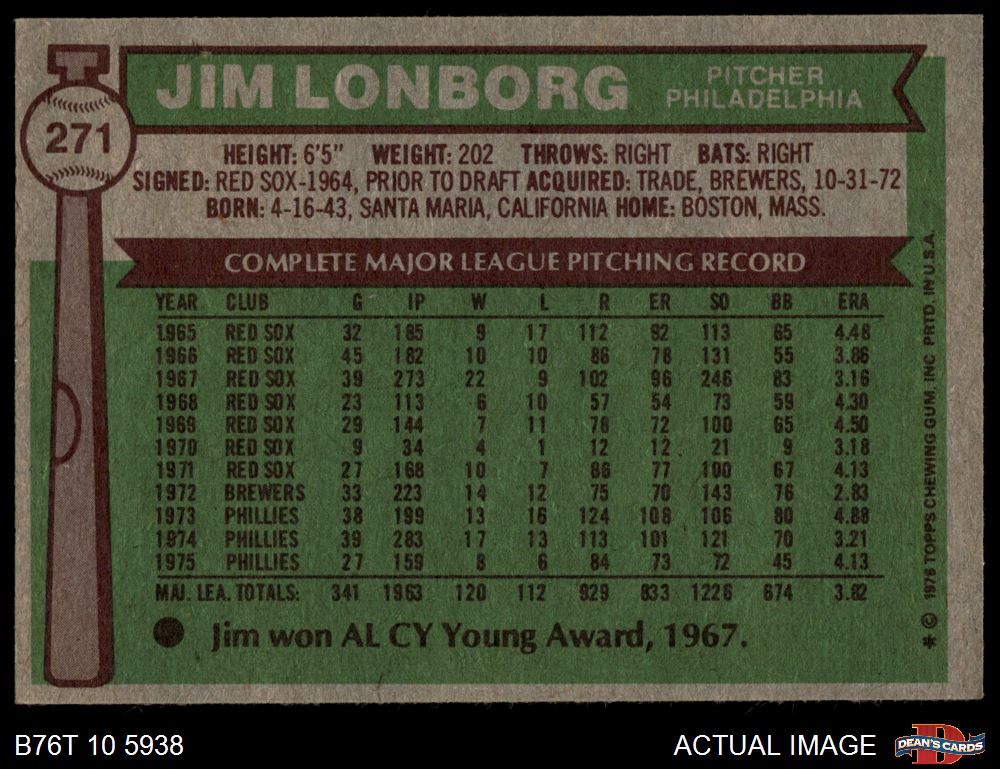 271
JIM LONBORG PITCHER PHILADELPHIA
HEIGHT: 6'5" WEIGHT: 202 THROWS: RIGHT BATS: RIGHT
SIGNED: RED SOX-1964, PRIOR TO DRAFT ACQUIRED: TRADE, BREWERS, 10-31-72
BORN: 4-16-43, SANTA MARIA, CALIFORNIA HOME: BOSTON, MASS.
COMPLETE MAJOR LEAGUE PITCHING RECORD
YEAR CLUB G IP W L R ER SO BB ERA
1965 RED SOX 32 185 9 17 112 92 113 65 4.48
1966 RED SOX 45 182 10 10 86 78 131 55 3.86
1967 RED SOX 39 273 22 9 102 96 246 83 3.16
1968 RED SOX 23 113 6 10 57 54 73 59 4.30
1969 RED SOX 29 144 7 11 78 72 100 65 4.50
1970 RED SOX 9 34 4 1 12 12 21 9 3.18
1971 RED SOX 27 168 10 7 86 77 100 67 4.13
1972 BREWERS 33 223 14 12 75 70 143 76 2.83
1973 PHILLIES 38 199 13 16 124 108 106 80 4.88
1974 PHILLIES 39 283 17 13 113 101 121 70 3.21
1975 PHILLIES 27 159 8 6 84 73 72 45 4.13
MAJ. LEA. TOTALS: 341 1963 120 112 929 833 1226 674 3.82
Jim won AL CY Young Award, 1967.
* © 1976 TOPPS CHEWING GUM, INC PRTD. IN U.S.A.
B76T 10 5938
ACTUAL IMAGE
DEAN'S CARDS